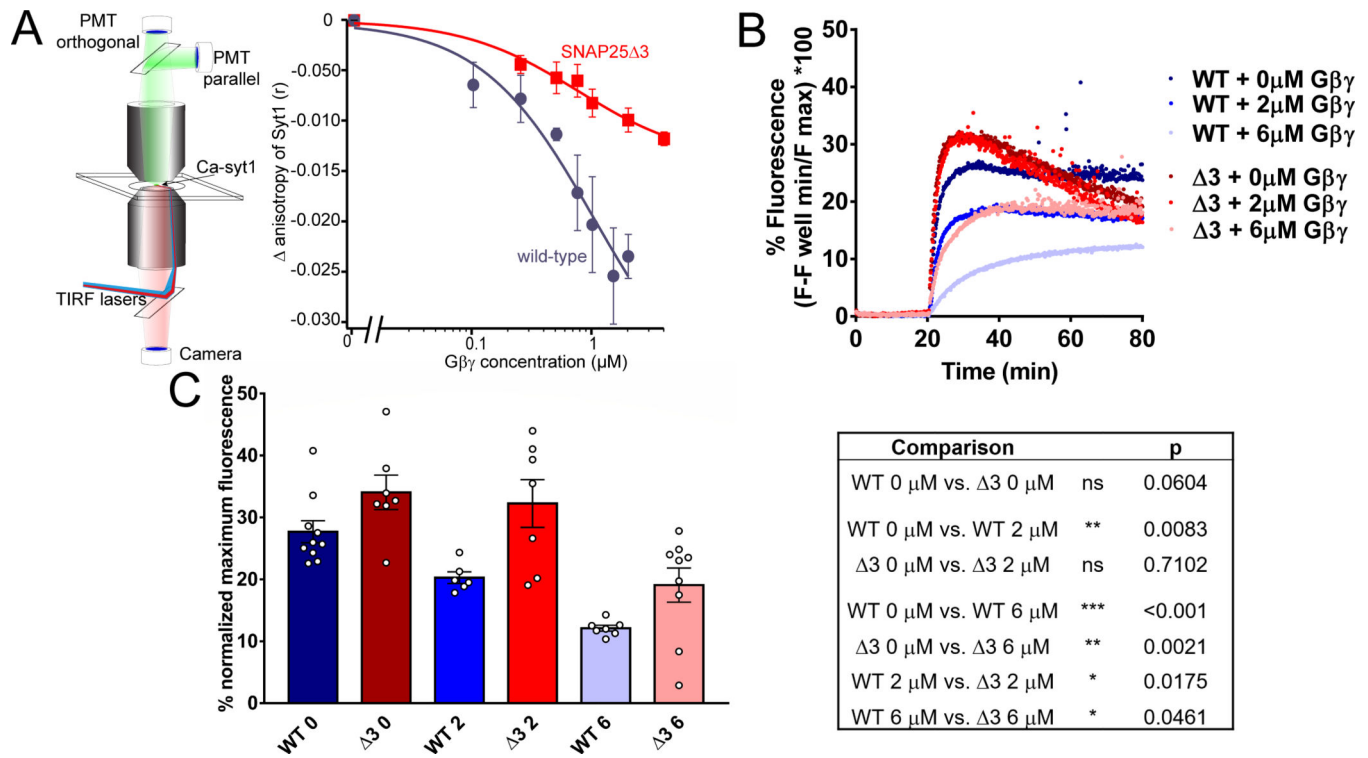 A
PMT
orthogonal
PMT
parallel
Ca-syt1
TIRF lasers
Camera
Δ anisotropy of Syt1 (r)
0
-0.050
-0.010
-0.015
-0.020
-0.025
-0.030
SNAP25Δ3
wild-type
0 0.1 1
Gβγ concentration (µM)
B
% Fluorescence
(F-F well min/F max) *100
50
40
30
20
10
0
0 20 40 60 80
Time (min)
WT + 0µM Gβγ
WT + 2µM Gβγ
WT + 6µM Gβγ
Δ3 + 0µM Gβγ
Δ3 + 2µM Gβγ
Δ3 + 6µM Gβγ
C
% normalized maximum fluorescence
50
40
30
20
10
0
WT 0
Δ3 0
WT 2
Δ3 2
WT 6
Δ3 6
Comparison p
WT 0 µM vs. Δ3 0 µM ns 0.0604
WT 0 µM vs. WT 2 µM ** 0.0083
Δ3 0 µM vs. Δ3 2 µM ns 0.7102
WT 0 µM vs. WT 6 µM *** <0.001
Δ3 0 µM vs. Δ3 6 µM ** 0.0021
WT 2 µM vs. Δ3 2 µM * 0.0175
WT 6 µM vs. Δ3 6 µM * 0.0461